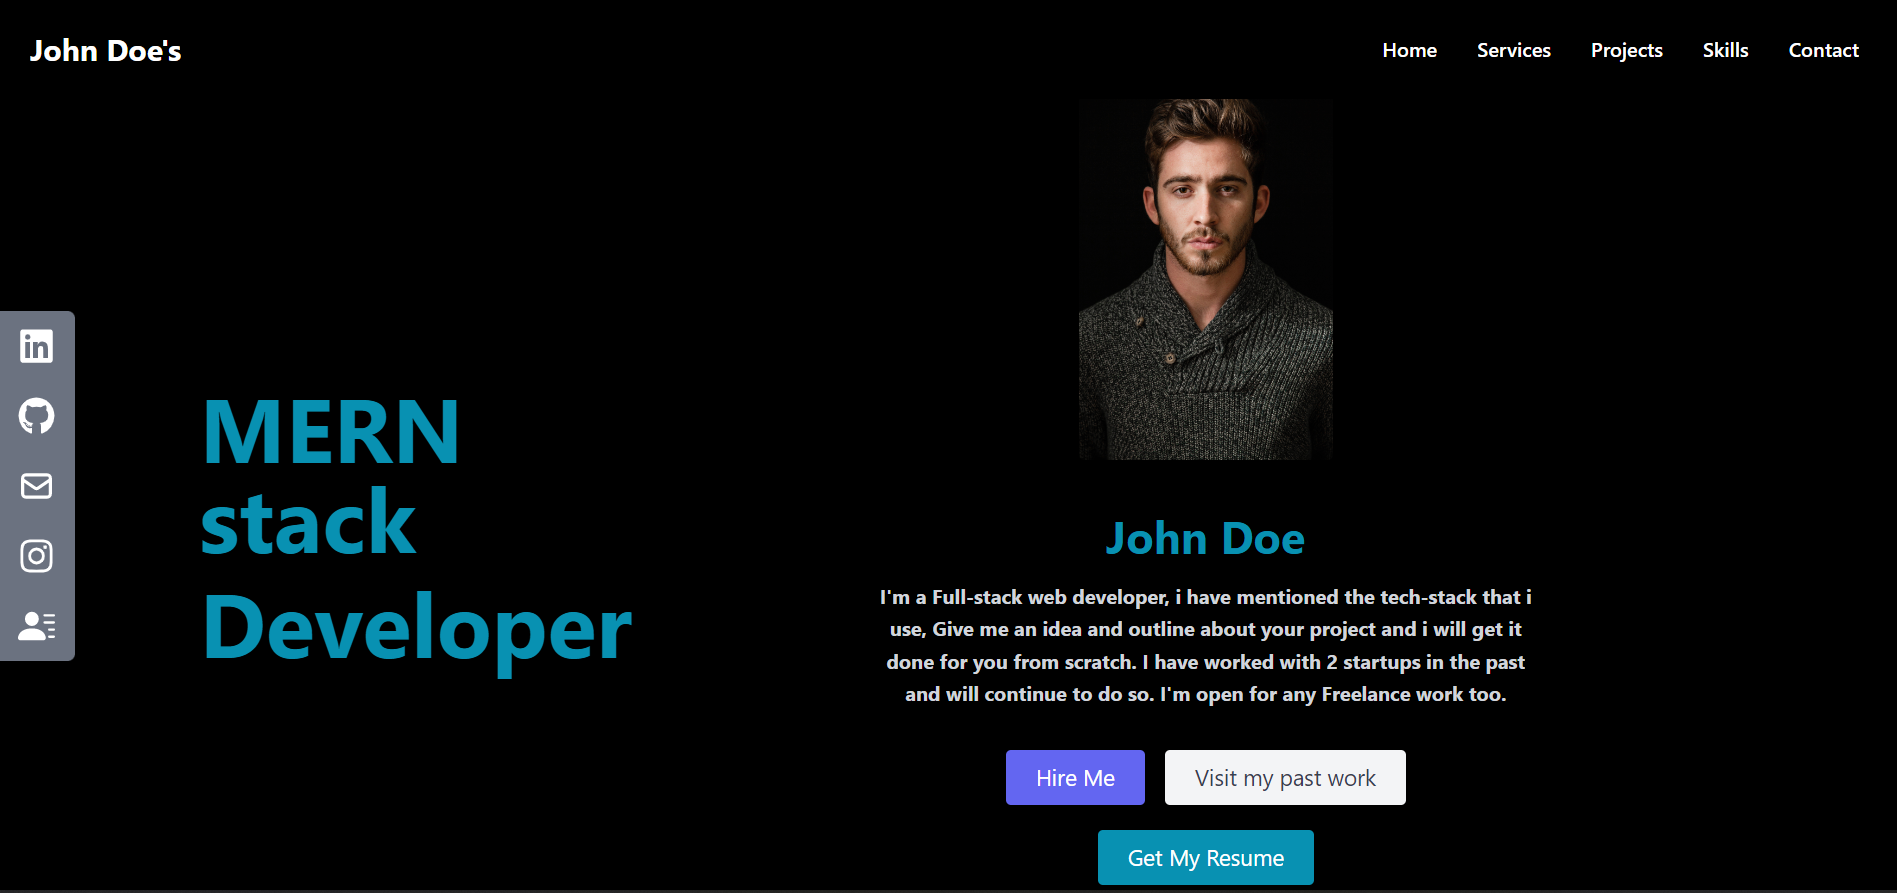 John Doe's
Home Services Projects Skills Contact
MERN
stack
Developer
John Doe
I'm a Full-stack web developer, i have mentioned the tech-stack that i
use, Give me an idea and outline about your project and i will get it
done for you from scratch. I have worked with 2 startups in the past
and will continue to do so. I'm open for any Freelance work too.
Hire Me
Visit my past work
Get My Resume